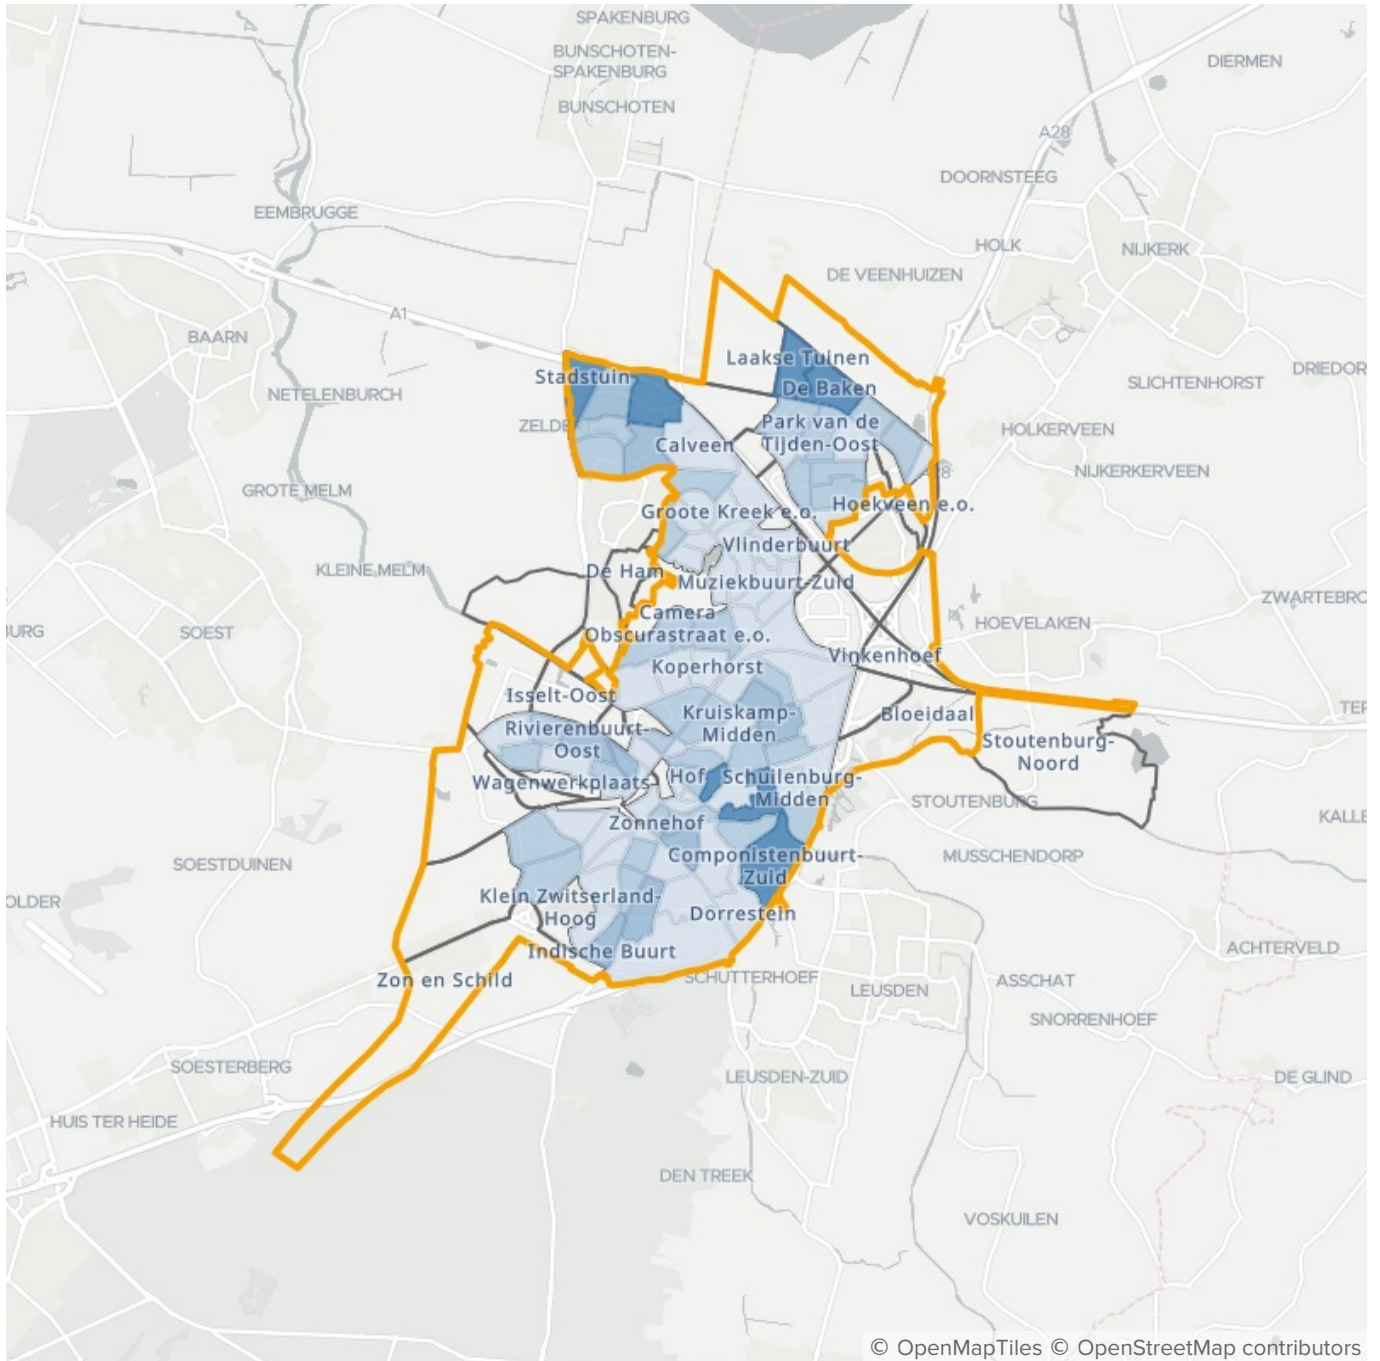 SPAKENBURG
BUNSCHOTEN-
SPAKENBURG
BUNSCHOTEN
DIERMEN
A28
DOORNSTEEG
EEMBRUGGE
HOLK
NIJKERK
DE VEENHUIZEN
A1
BAARN
Laakse Tuinen
DRIEDOR
Stadstuin
De Baken
SLICHTENHORST
NETELENBURCH
ZELDE
Park van de
Tijden-Oost
HOLKERVEEN
Calveen
NIJKERKERVEEN
GROTE MELM
Hoekveen e.o.
Groote Kreek e.o.
Vlinderbuurt
KLEINE MELM
De Ham
Muziekbuurt-Zuid
ZWARTEBRO
Camera
Obscurastraat e.o.
HOEVELAKEN
BURG
SOEST
Koperhorst
Vinkenhoef
Isselt-Oost
Kruiskamp-
Midden
Bloeidaal
TER
Rivierenbuurt-
Oost
Stoutenburg-
Noord
Wagenwerkplaats
Hof
Schuilenburg-
Midden
STOUTENBURG
KALLE
Zonnehof
SOESTDUINEN
Componistenbuurt-
Zuid
MUSSCHENDORP
OLDER
Klein Zwitserland-
Hoog
Dorrestein
Indische Buurt
ACHTERVELD
Zon en Schild
SCHUTTERHOEF
LEUSDEN
ASSCHAT
SNORRENHOEF
SOESTERBERG
LEUSDEN-ZUID
DE GLIND
HUIS TER HEIDE
DEN TREEK
VOSKUILEN
© OpenMapTiles © OpenStreetMap contributors